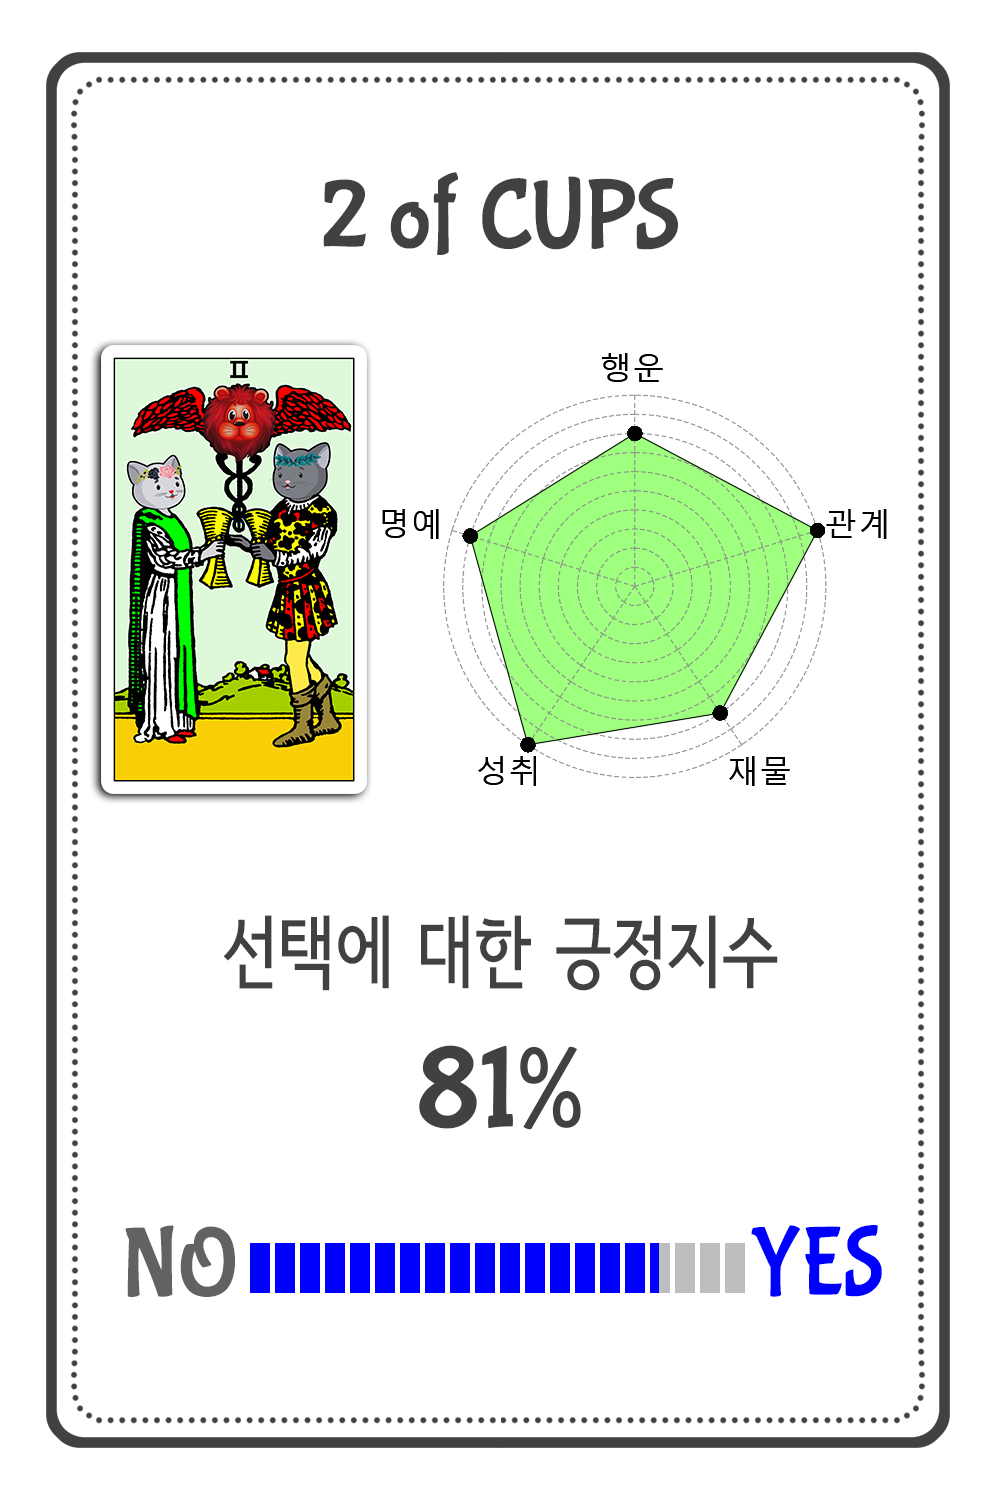 2 of CUPS
II
행운
명예
관계
성취
재물
선택에 대한 긍정지수
81%
NO YES